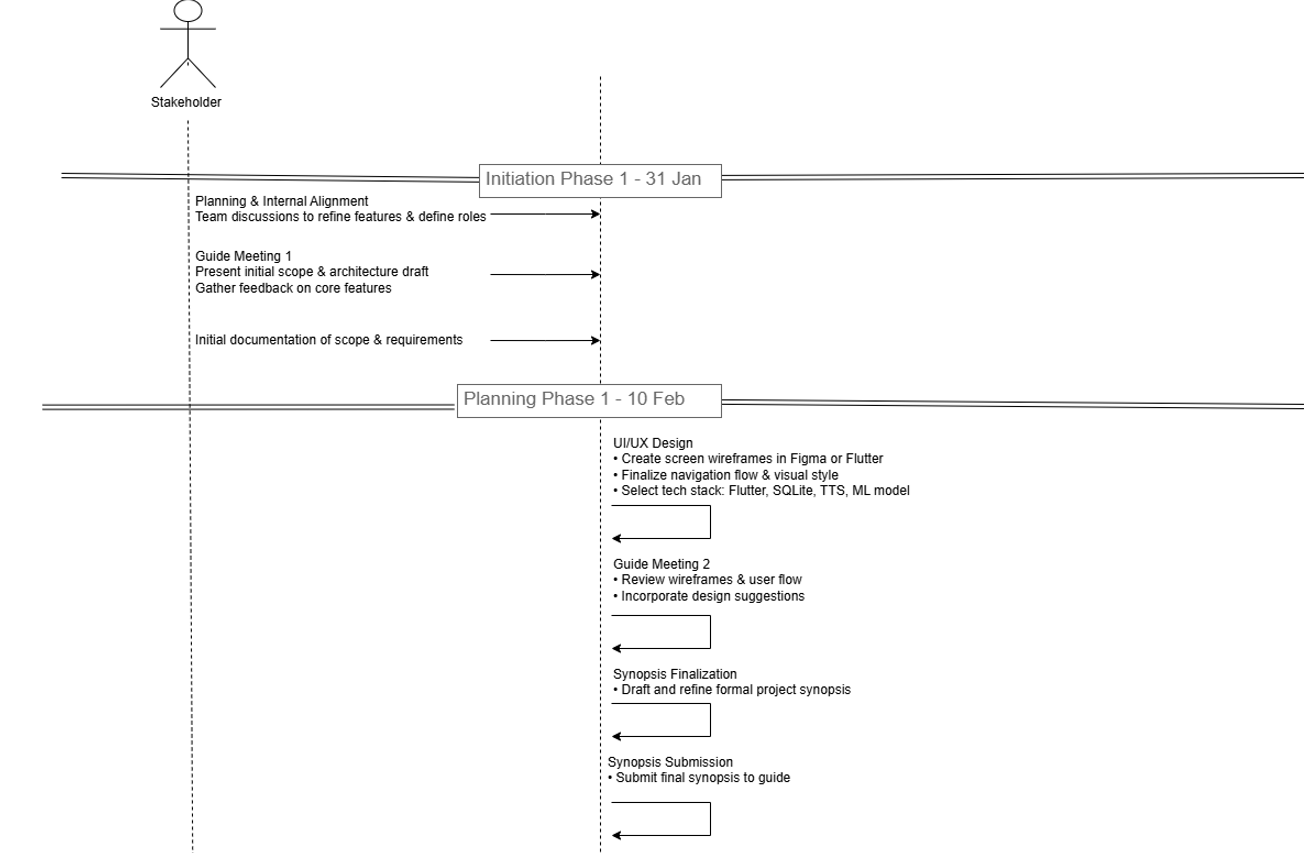 Stakeholder
Initiation Phase 1 - 31 Jan
Planning & Internal Alignment
Team discussions to refine features & define roles
Guide Meeting 1
Present initial scope & architecture draft
Gather feedback on core features
Initial documentation of scope & requirements
Planning Phase 1 - 10 Feb
UI/UX Design
• Create screen wireframes in Figma or Flutter
• Finalize navigation flow & visual style
• Select tech stack: Flutter, SQLite, TTS, ML model
Guide Meeting 2
• Review wireframes & user flow
• Incorporate design suggestions
Synopsis Finalization
• Draft and refine formal project synopsis
Synopsis Submission
• Submit final synopsis to guide